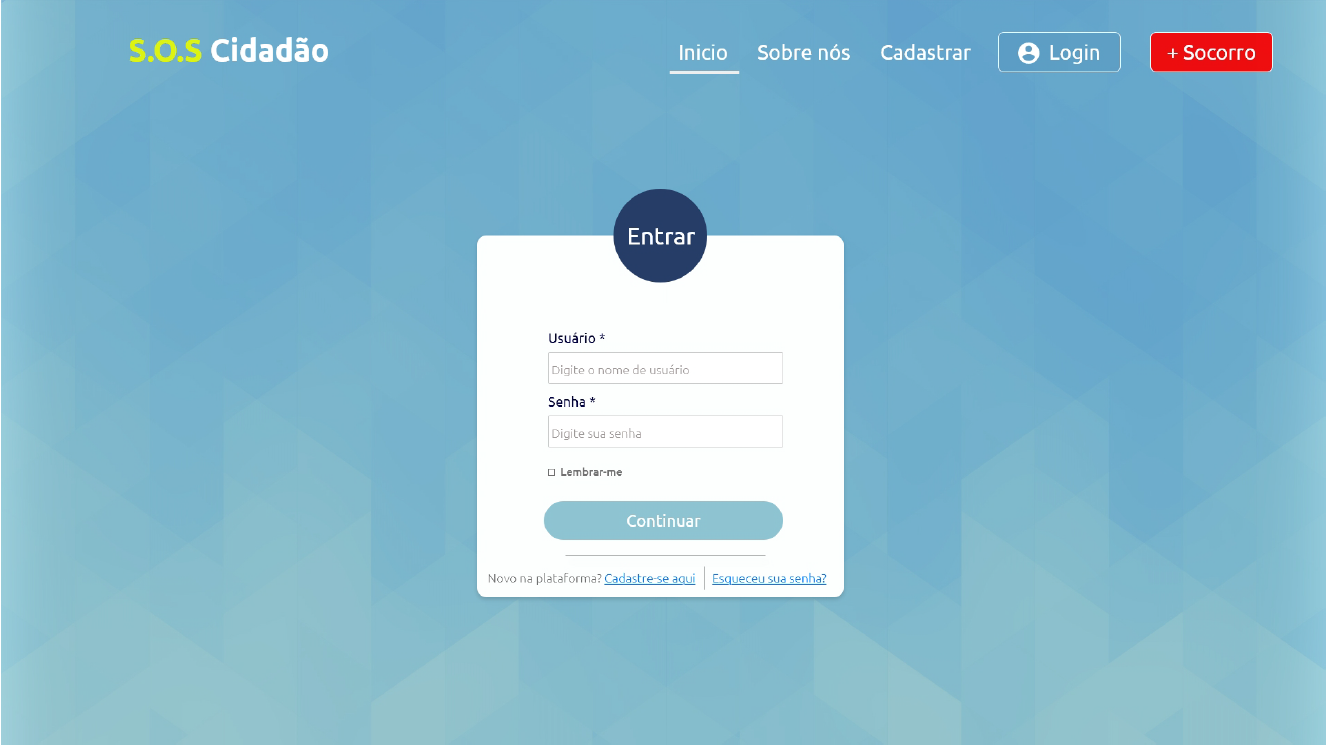 S.O.S Cidadão
Inicio Sobre nós Cadastrar Login + Socorro
Entrar
Usuário *
Digite o nome de usuário
Senha *
Digite sua senha
Lembrar-me
Continuar
Novo na plataforma? Cadastre-se aqui Esqueceu sua senha?